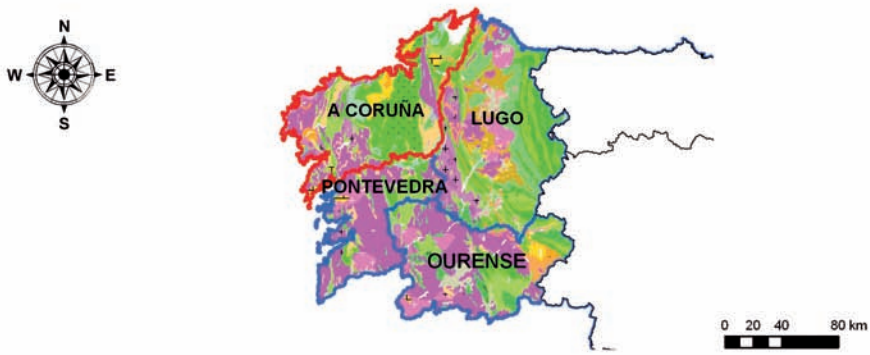 N
W E
S
A CORUÑA
LUGO
PONTEVEDRA
OURENSE
0 20 40 80 km